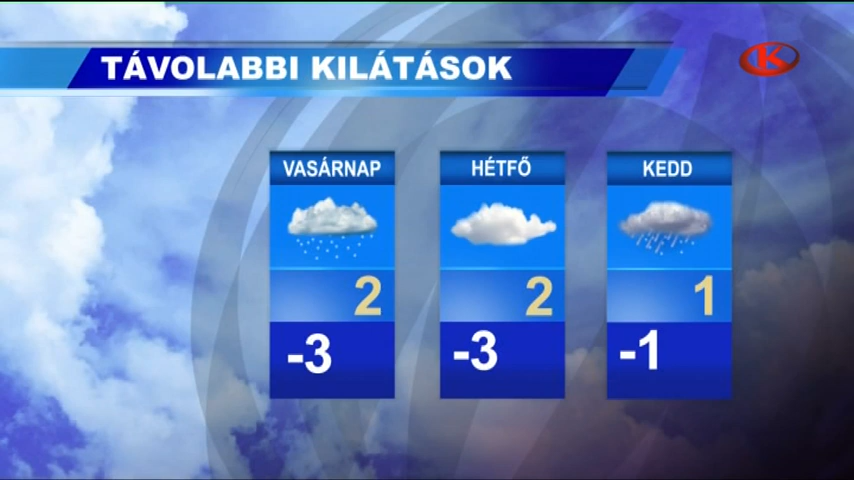 TÁVOLABBI KILÁTÁSOK
K
VASÁRNAP HÉTFŐ KEDD
2 2 1
-3 -3 -1